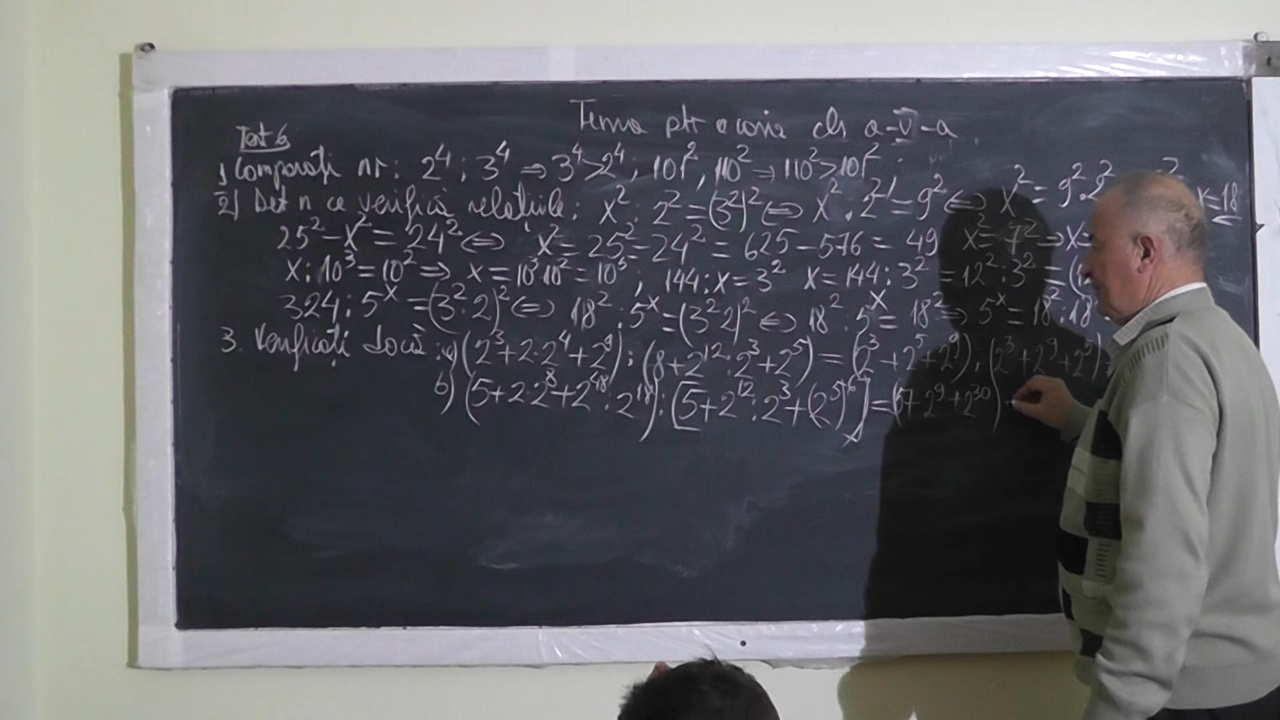 Tema ptr acasa cls a-V-a.
Test 6
1) Comparați nr: 2⁴ ; 3⁴ ⇒ 3⁴>2⁴ ; 101², 110² ⇒ 110²>101² ;
2) Det n ce verifică relațiile: x² : 2² = (3²)² ⇔ x² : 2² = 9² ⇔ x² = 9²·2² x=18
25² - x² = 24² ⇔ x² = 25² - 24² = 625 - 576 = 49 x² = 7² ⇒ x=
x : 10³ = 10² ⇒ x = 10³·10² = 10⁵ ; 144 : x = 3² x = 144 : 3² = 12² : 3² = (
324 : 5ˣ = (3²·2)² ⇔ 18² : 5ˣ = (3²·2)² ⇔ 18² : 5ˣ = 18² ⇒ 5ˣ = 18² : 18²
3. Verificați dacă: a) (2³ + 2·2⁴ + 2⁹) : (8 + 2¹² : 2³ + 2⁵) = (2³ + 2⁵ + 2⁹) : (2³ + 2⁹ + 2⁵)
b) (5 + 2·2⁸ + 2⁴⁸ : 2¹⁸) : [5 + 2¹² : 2³ + (2⁵)⁶] = (5 + 2⁹ + 2³⁰)